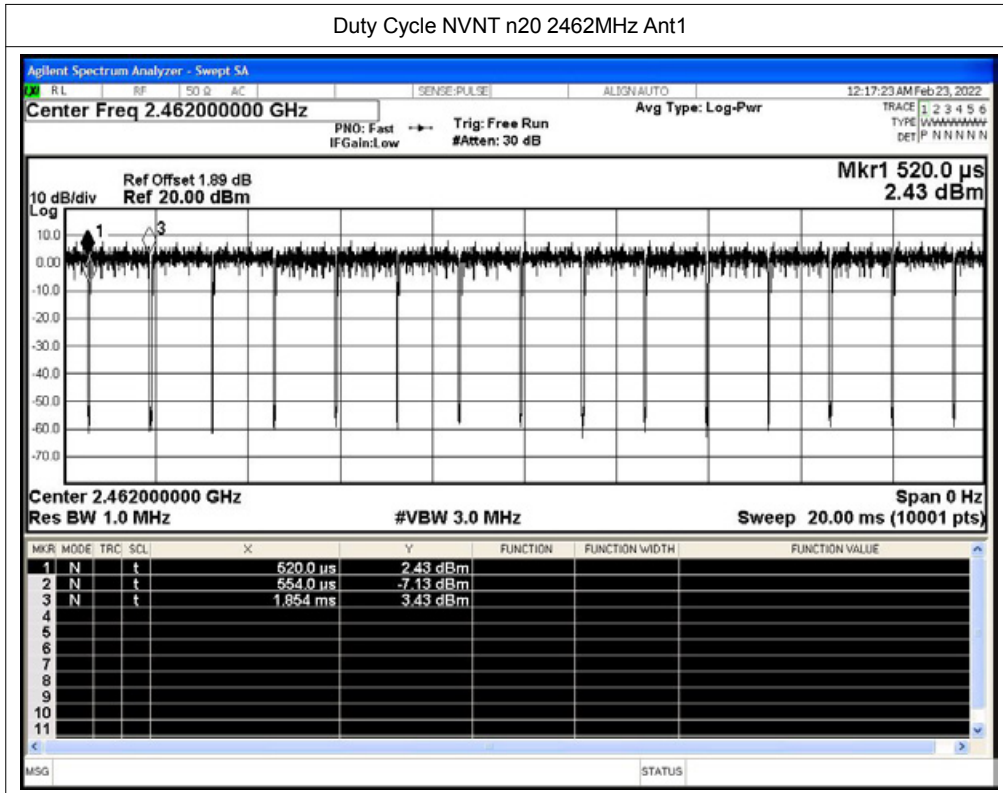 Duty Cycle NVNT n20 2462MHz Ant1
Agilent Spectrum Analyzer - Swept SA
RL RF 50 Ω AC SENSE:PULSE ALIGNAUTO 12:17:23 AM Feb 23, 2022
Center Freq 2.462000000 GHz Avg Type: Log-Pwr TRACE 1 2 3 4 5 6
PNO: Fast Trig: Free Run TYPE WWWWWW
IFGain:Low #Atten: 30 dB DET P N N N N N
Mkr1 520.0 µs
Ref Offset 1.89 dB
10 dB/div Ref 20.00 dBm 2.43 dBm
Log
10.0
0.00
-10.0
-20.0
-30.0
-40.0
-50.0
-60.0
-70.0
1 3
Center 2.462000000 GHz Span 0 Hz
Res BW 1.0 MHz #VBW 3.0 MHz Sweep 20.00 ms (10001 pts)
MKR MODE TRC SCL X Y FUNCTION FUNCTION WIDTH FUNCTION VALUE
1 N t 520.0 µs 2.43 dBm
2 N t 554.0 µs -7.13 dBm
3 N t 1.854 ms 3.43 dBm
4
5
6
7
8
9
10
11
MSG STATUS